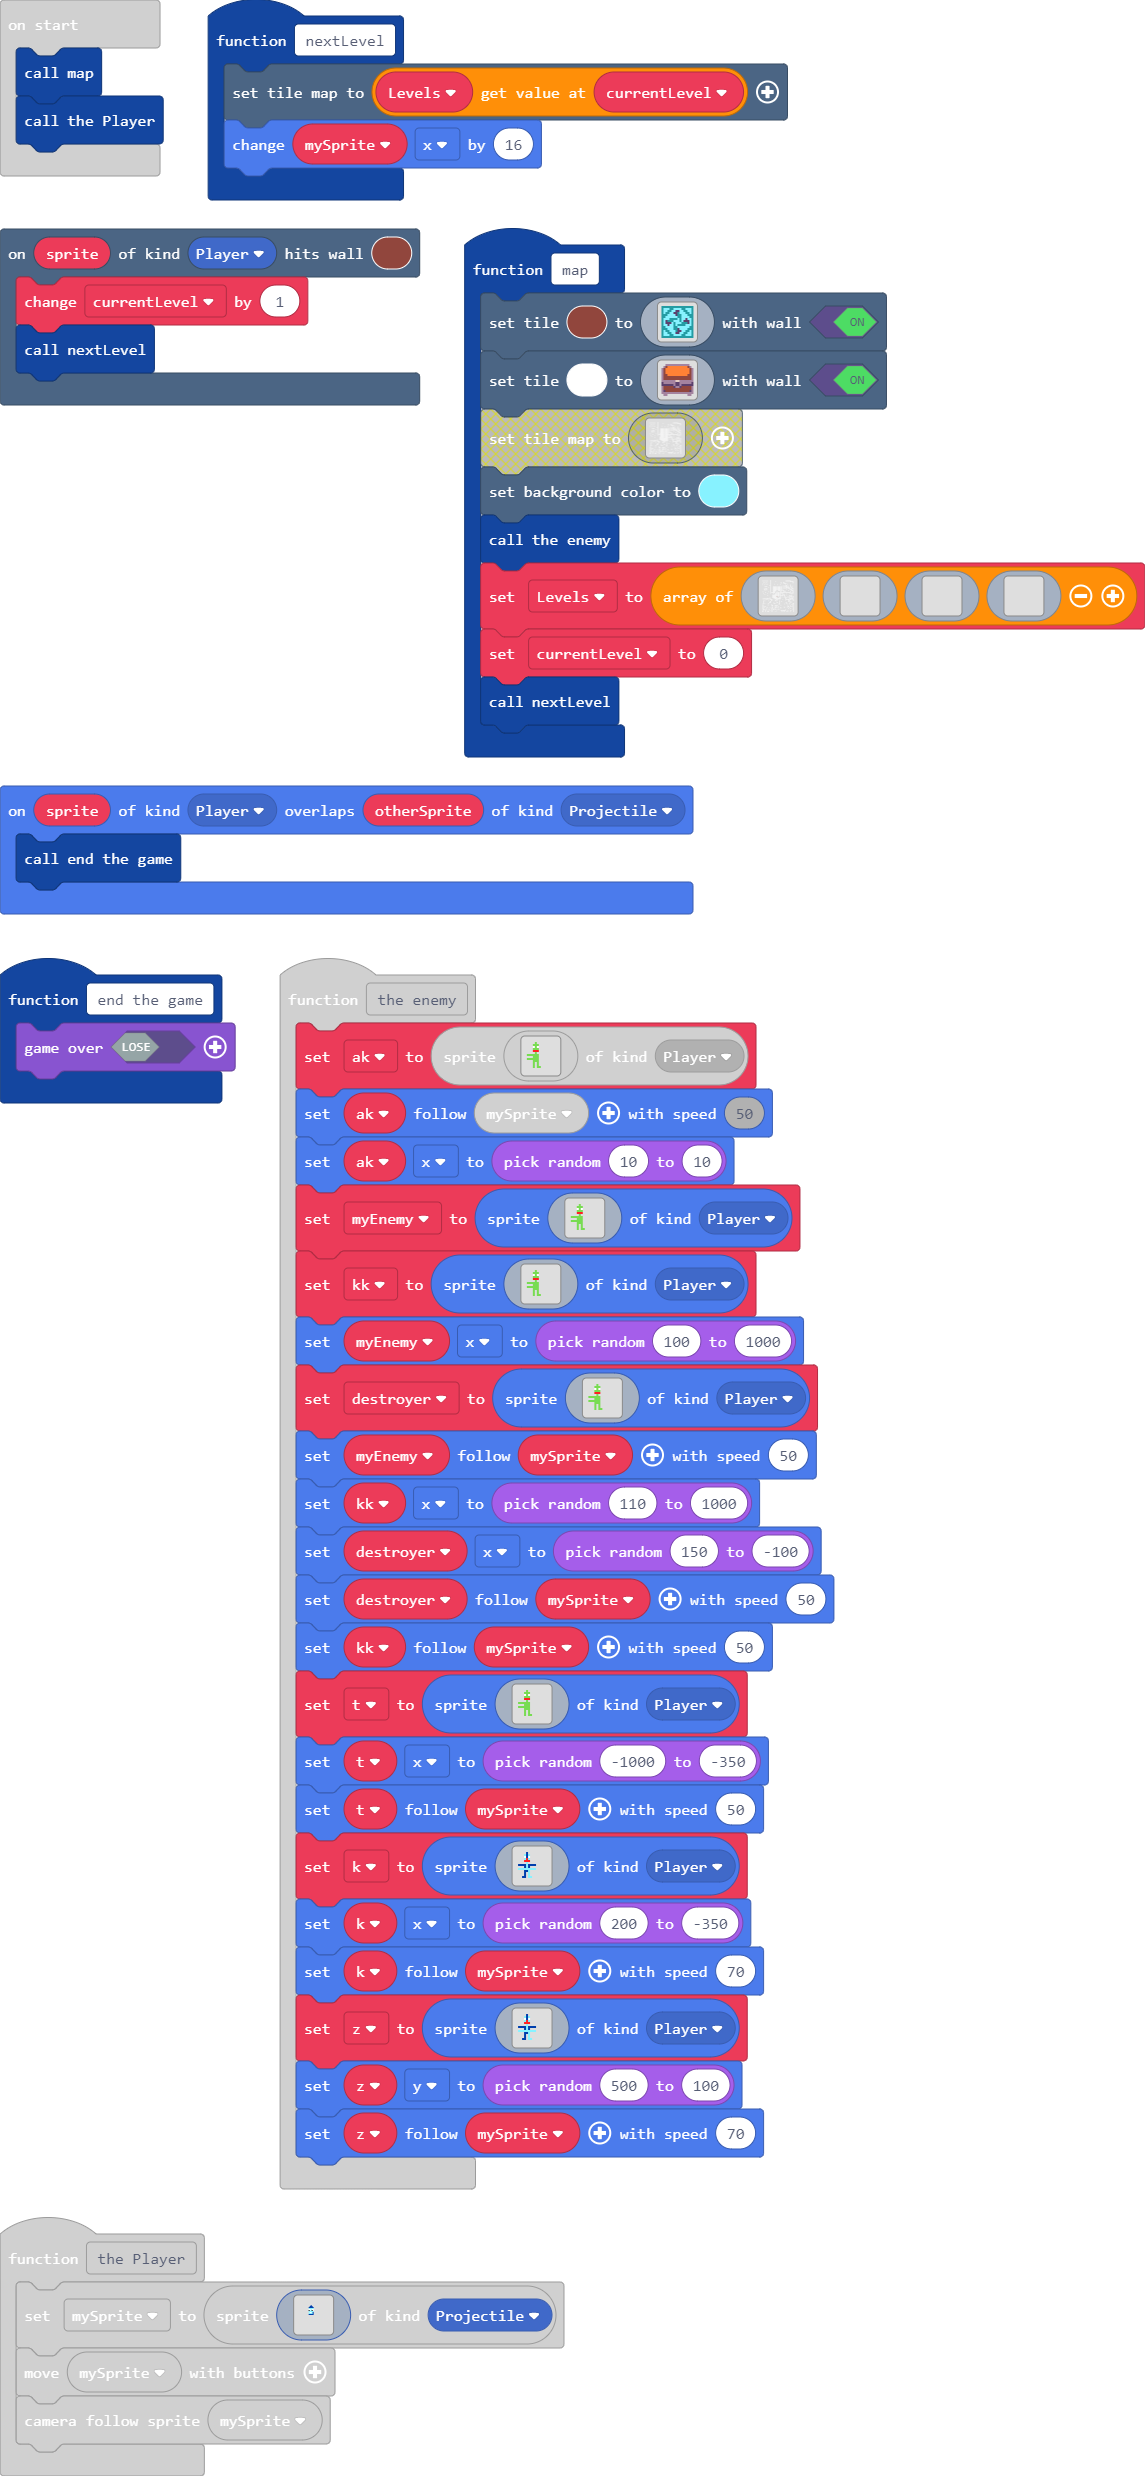 on start
call map
call the Player
function nextLevel
set tile map to Levels get value at currentLevel
change mySprite x by 16
on sprite of kind Player hits wall
change currentLevel by 1
call nextLevel
function map
set tile to with wall ON
set tile to with wall ON
set tile map to
set background color to
call the enemy
set Levels to array of
set currentLevel to 0
call nextLevel
on sprite of kind Player overlaps otherSprite of kind Projectile
call end the game
function end the game
game over LOSE
function the enemy
set ak to sprite of kind Player
set ak follow mySprite with speed 50
set ak x to pick random 10 to 10
set myEnemy to sprite of kind Player
set kk to sprite of kind Player
set myEnemy x to pick random 100 to 1000
set destroyer to sprite of kind Player
set myEnemy follow mySprite with speed 50
set kk x to pick random 110 to 1000
set destroyer x to pick random 150 to -100
set destroyer follow mySprite with speed 50
set kk follow mySprite with speed 50
set t to sprite of kind Player
set t x to pick random -1000 to -350
set t follow mySprite with speed 50
set k to sprite of kind Player
set k x to pick random 200 to -350
set k follow mySprite with speed 70
set z to sprite of kind Player
set z y to pick random 500 to 100
set z follow mySprite with speed 70
function the Player
set mySprite to sprite of kind Projectile
move mySprite with buttons
camera follow sprite mySprite